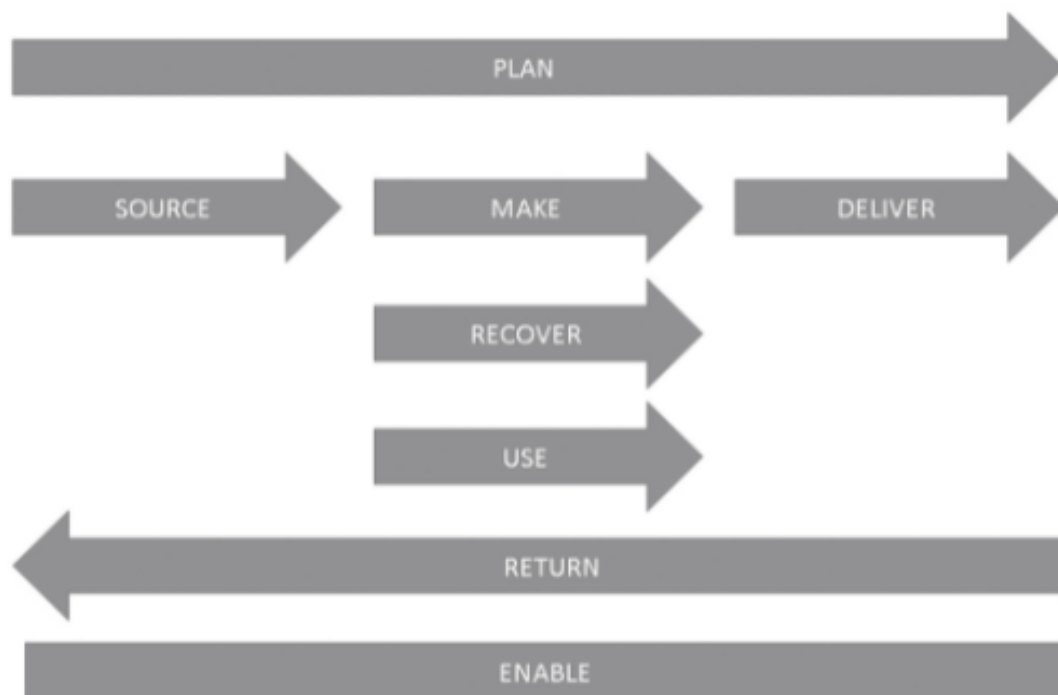 PLAN
SOURCE
MAKE
DELIVER
RECOVER
USE
RETURN
ENABLE